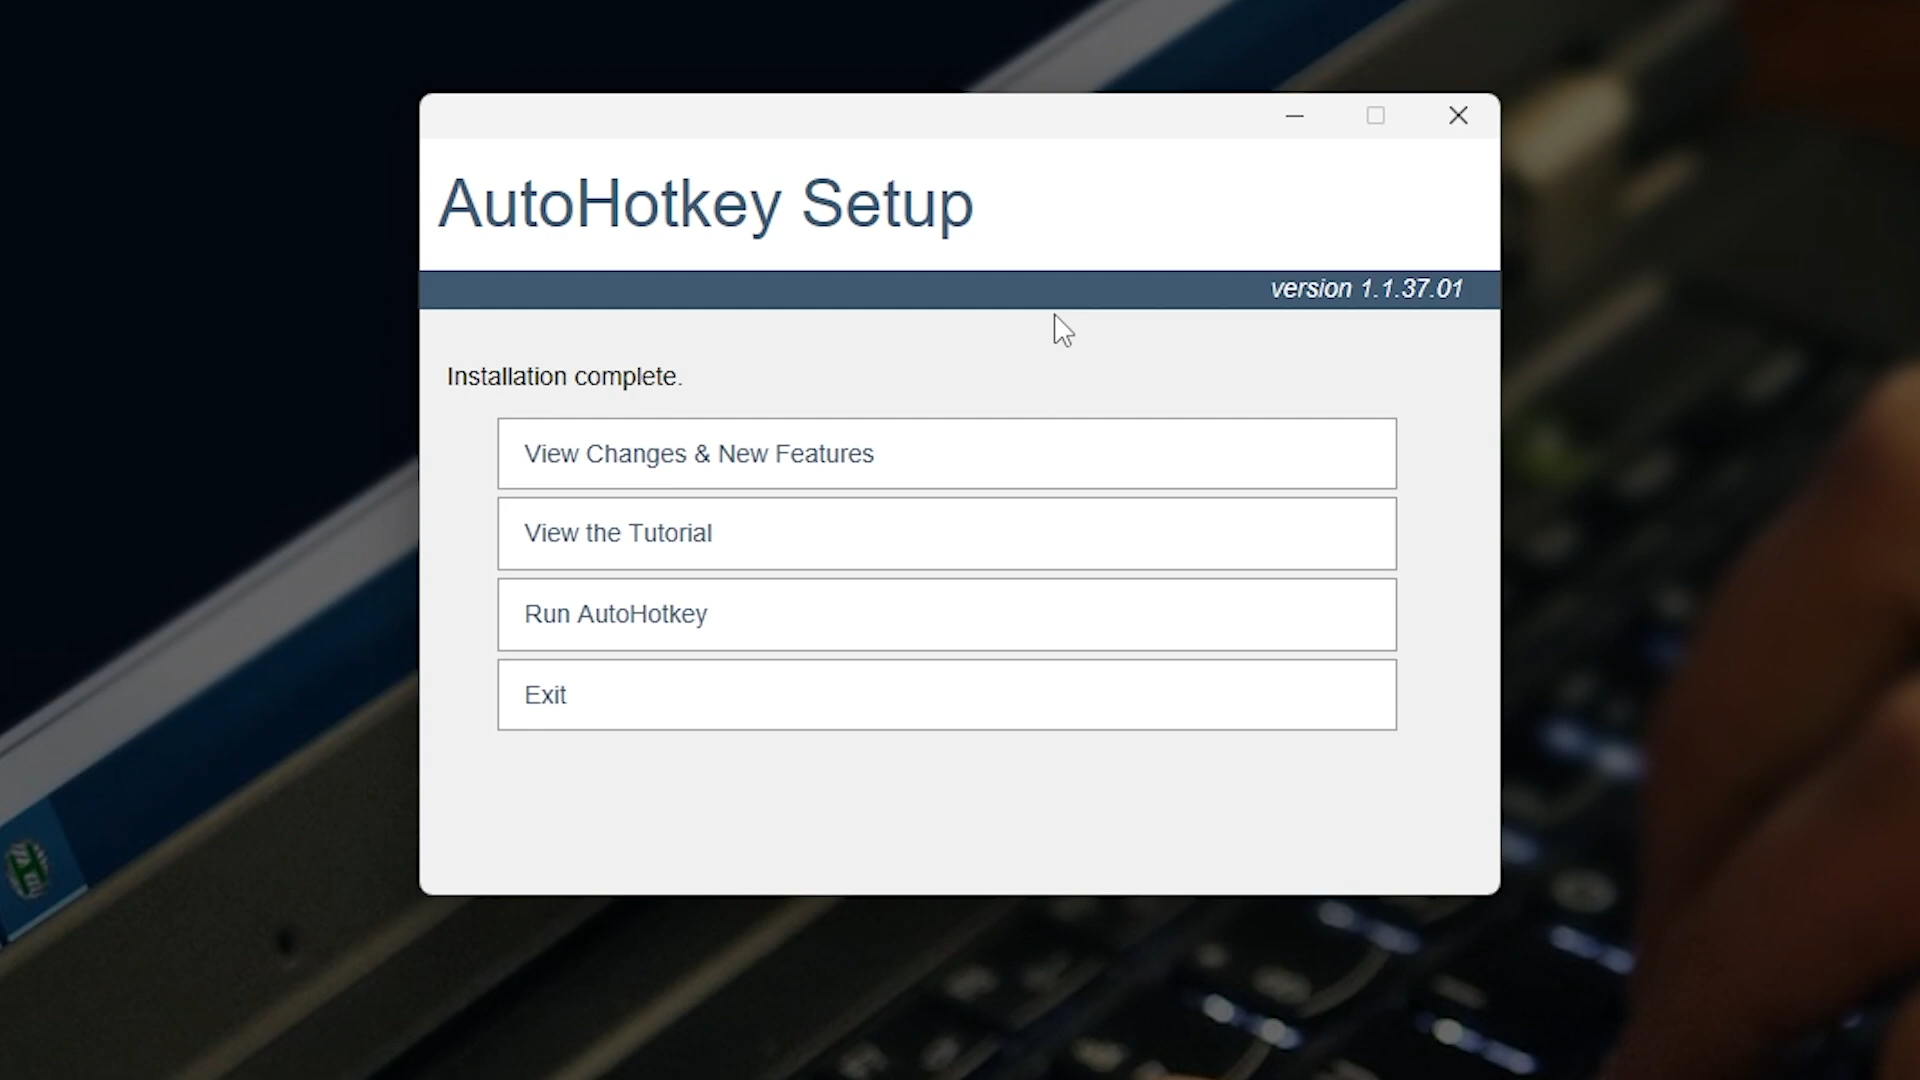 AutoHotkey Setup
version 1.1.37.01
Installation complete.
View Changes & New Features
View the Tutorial
Run AutoHotkey
Exit